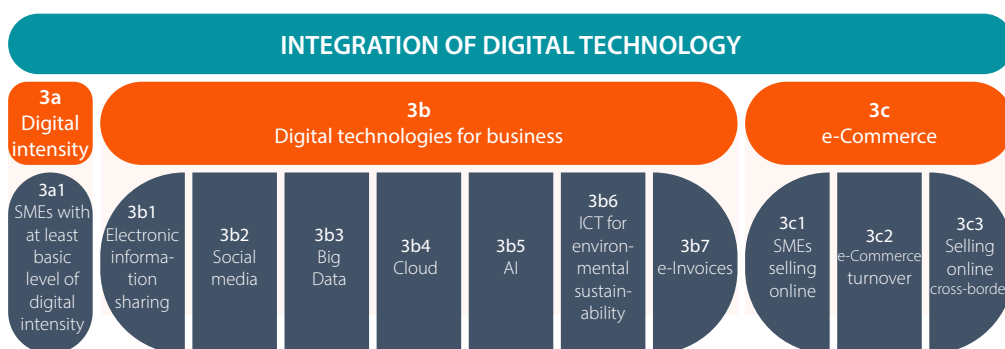 INTEGRATION OF DIGITAL TECHNOLOGY
3a
Digital
intensity
3b
Digital technologies for business
3c
e-Commerce
3a1
SMEs with
at least
basic
level of
digital
intensity
3b1
Electronic
informa-
tion
sharing
3b2
Social
media
3b3
Big
Data
3b4
Cloud
3b5
AI
3b6
ICT for
environ-
mental
sustain-
ability
3b7
e-Invoices
3c1
SMEs
selling
online
3c2
e-Commerce
turnover
3c3
Selling
online
cross-border